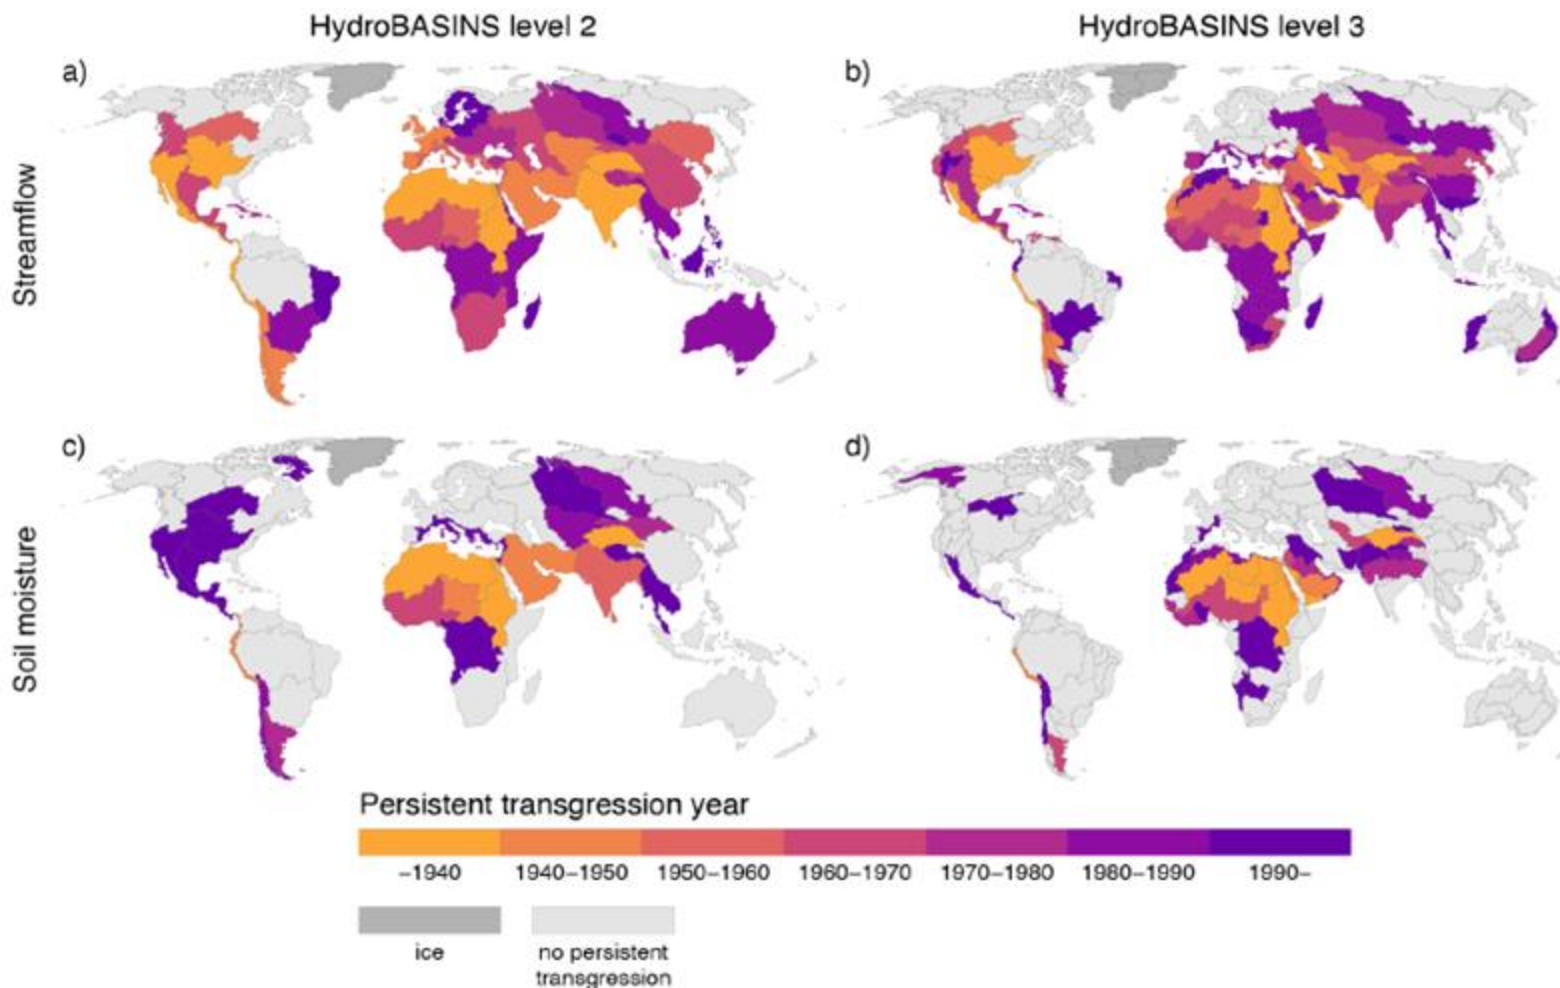 HydroBASINS level 2
HydroBASINS level 3
a)
b)
Streamflow
c)
d)
Soil moisture
Persistent transgression year
−1940
1940−1950
1950−1960
1960−1970
1970−1980
1980−1990
1990−
ice
no persistent
transgression